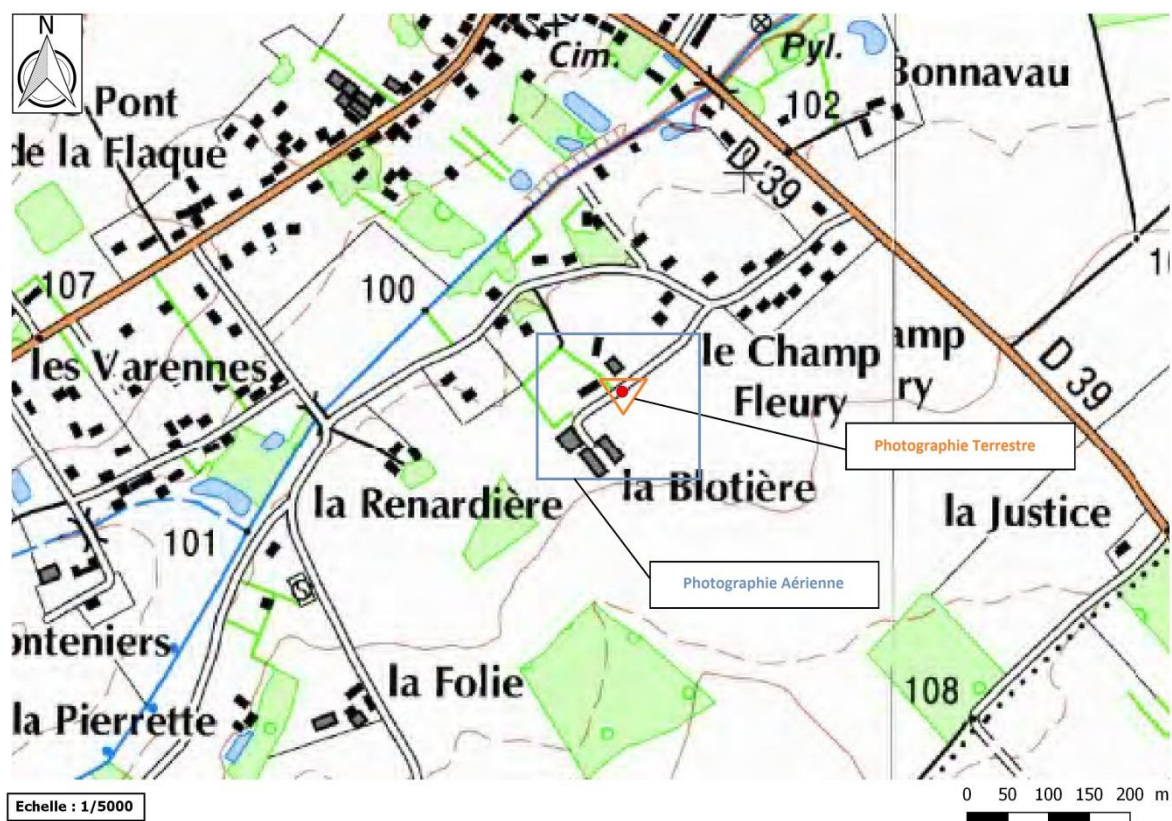 N
Cim.
Pyl.
Bonnavau
Pont
de la Flaque
102
D 39
107
100
les Varennes
le Champ
Fleury
amp
ry
D 39
Photographie Terrestre
la Renardière
la Blotière
la Justice
101
Photographie Aérienne
onteniers
la Folie
108
la Pierrette
Echelle : 1/5000
0 50 100 150 200 m